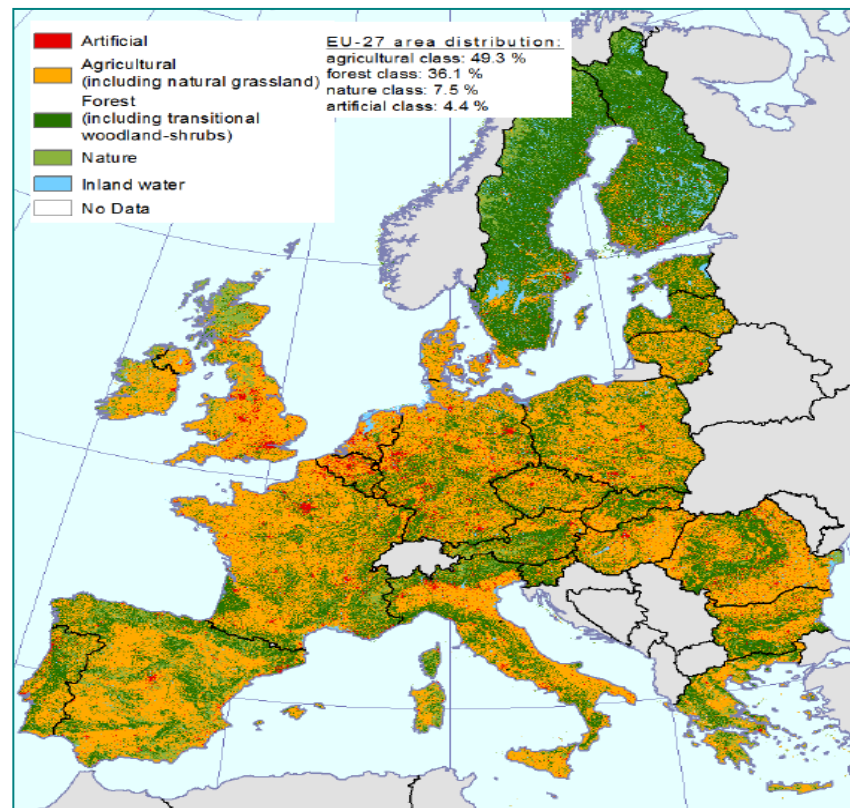 Artificial
Agricultural
(including natural grassland)
Forest
(including transitional
woodland-shrubs)
Nature
Inland water
No Data
EU-27 area distribution:
agricultural class: 49.3 %
forest class: 36.1 %
nature class: 7.5 %
artificial class: 4.4 %